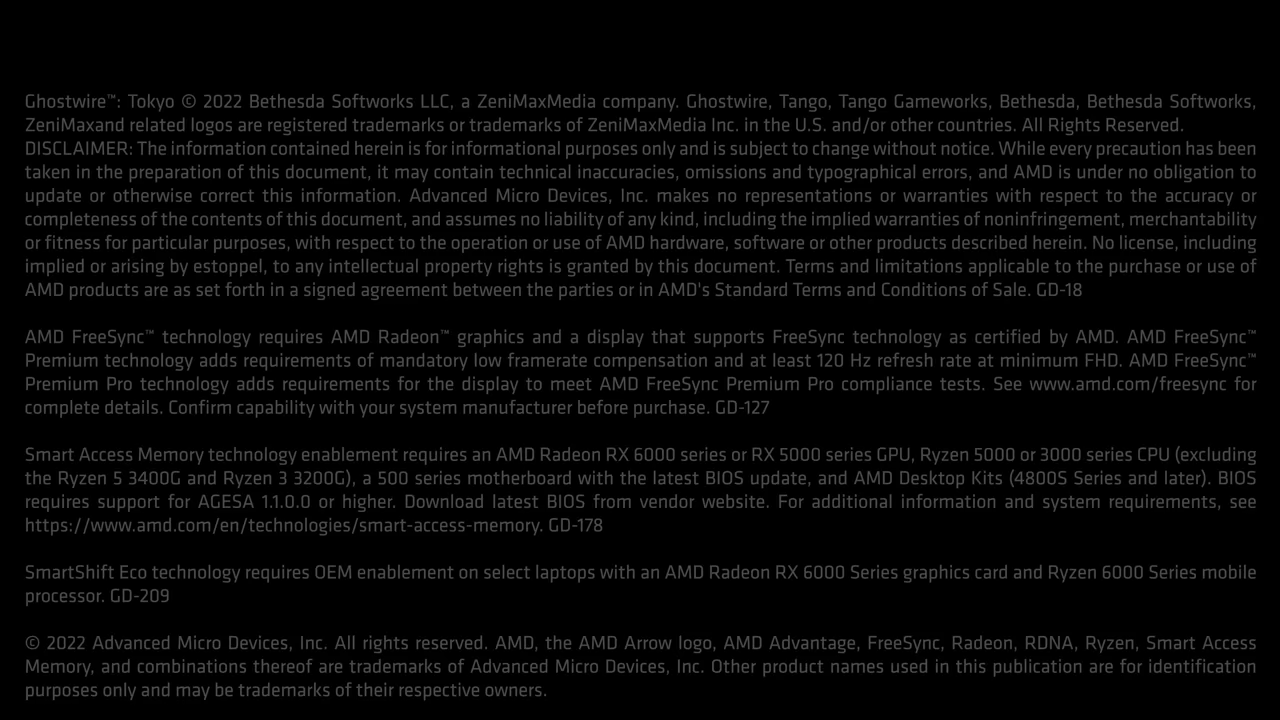 Ghostwire™: Tokyo © 2022 Bethesda Softworks LLC, a ZeniMaxMedia company. Ghostwire, Tango, Tango Gameworks, Bethesda, Bethesda Softworks,
ZeniMaxand related logos are registered trademarks or trademarks of ZeniMaxMedia Inc. in the U.S. and/or other countries. All Rights Reserved.
DISCLAIMER: The information contained herein is for informational purposes only and is subject to change without notice. While every precaution has been
taken in the preparation of this document, it may contain technical inaccuracies, omissions and typographical errors, and AMD is under no obligation to
update or otherwise correct this information. Advanced Micro Devices, Inc. makes no representations or warranties with respect to the accuracy or
completeness of the contents of this document, and assumes no liability of any kind, including the implied warranties of noninfringement, merchantability
or fitness for particular purposes, with respect to the operation or use of AMD hardware, software or other products described herein. No license, including
implied or arising by estoppel, to any intellectual property rights is granted by this document. Terms and limitations applicable to the purchase or use of
AMD products are as set forth in a signed agreement between the parties or in AMD's Standard Terms and Conditions of Sale. GD-18
AMD FreeSync™ technology requires AMD Radeon™ graphics and a display that supports FreeSync technology as certified by AMD. AMD FreeSync™
Premium technology adds requirements of mandatory low framerate compensation and at least 120 Hz refresh rate at minimum FHD. AMD FreeSync™
Premium Pro technology adds requirements for the display to meet AMD FreeSync Premium Pro compliance tests. See www.amd.com/freesync for
complete details. Confirm capability with your system manufacturer before purchase. GD-127
Smart Access Memory technology enablement requires an AMD Radeon RX 6000 series or RX 5000 series GPU, Ryzen 5000 or 3000 series CPU (excluding
the Ryzen 5 3400G and Ryzen 3 3200G), a 500 series motherboard with the latest BIOS update, and AMD Desktop Kits (4800S Series and later). BIOS
requires support for AGESA 1.1.0.0 or higher. Download latest BIOS from vendor website. For additional information and system requirements, see
https://www.amd.com/en/technologies/smart-access-memory. GD-178
SmartShift Eco technology requires OEM enablement on select laptops with an AMD Radeon RX 6000 Series graphics card and Ryzen 6000 Series mobile
processor. GD-209
© 2022 Advanced Micro Devices, Inc. All rights reserved. AMD, the AMD Arrow logo, AMD Advantage, FreeSync, Radeon, RDNA, Ryzen, Smart Access
Memory, and combinations thereof are trademarks of Advanced Micro Devices, Inc. Other product names used in this publication are for identification
purposes only and may be trademarks of their respective owners.